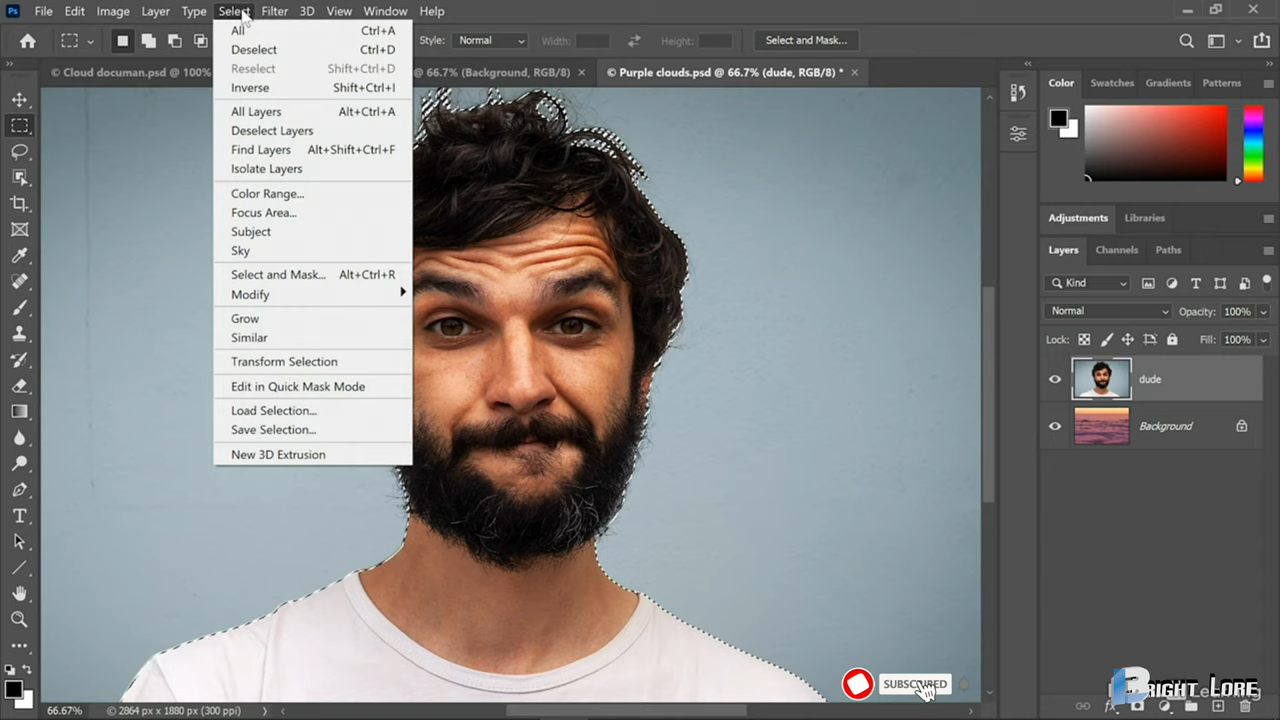 Ps File Edit Image Layer Type Select Filter 3D View Window Help
Style: Normal Width: Height: Select and Mask...
© Cloud documan.psd @ 100% @ 66.7% (Background, RGB/8) × © Purple clouds.psd @ 66.7% (dude, RGB/8) * ×
All Ctrl+A
Deselect Ctrl+D
Reselect Shift+Ctrl+D
Inverse Shift+Ctrl+I
All Layers Alt+Ctrl+A
Deselect Layers
Find Layers Alt+Shift+Ctrl+F
Isolate Layers
Color Range...
Focus Area...
Subject
Sky
Select and Mask... Alt+Ctrl+R
Modify
Grow
Similar
Transform Selection
Edit in Quick Mask Mode
Load Selection...
Save Selection...
New 3D Extrusion
Color Swatches Gradients Patterns
Adjustments Libraries
Layers Channels Paths
Kind
Normal Opacity: 100%
Lock: Fill: 100%
dude
Background
SUBSCRIBED
BRIGHT LORE
66.67% © 2864 px x 1880 px (300 ppi)